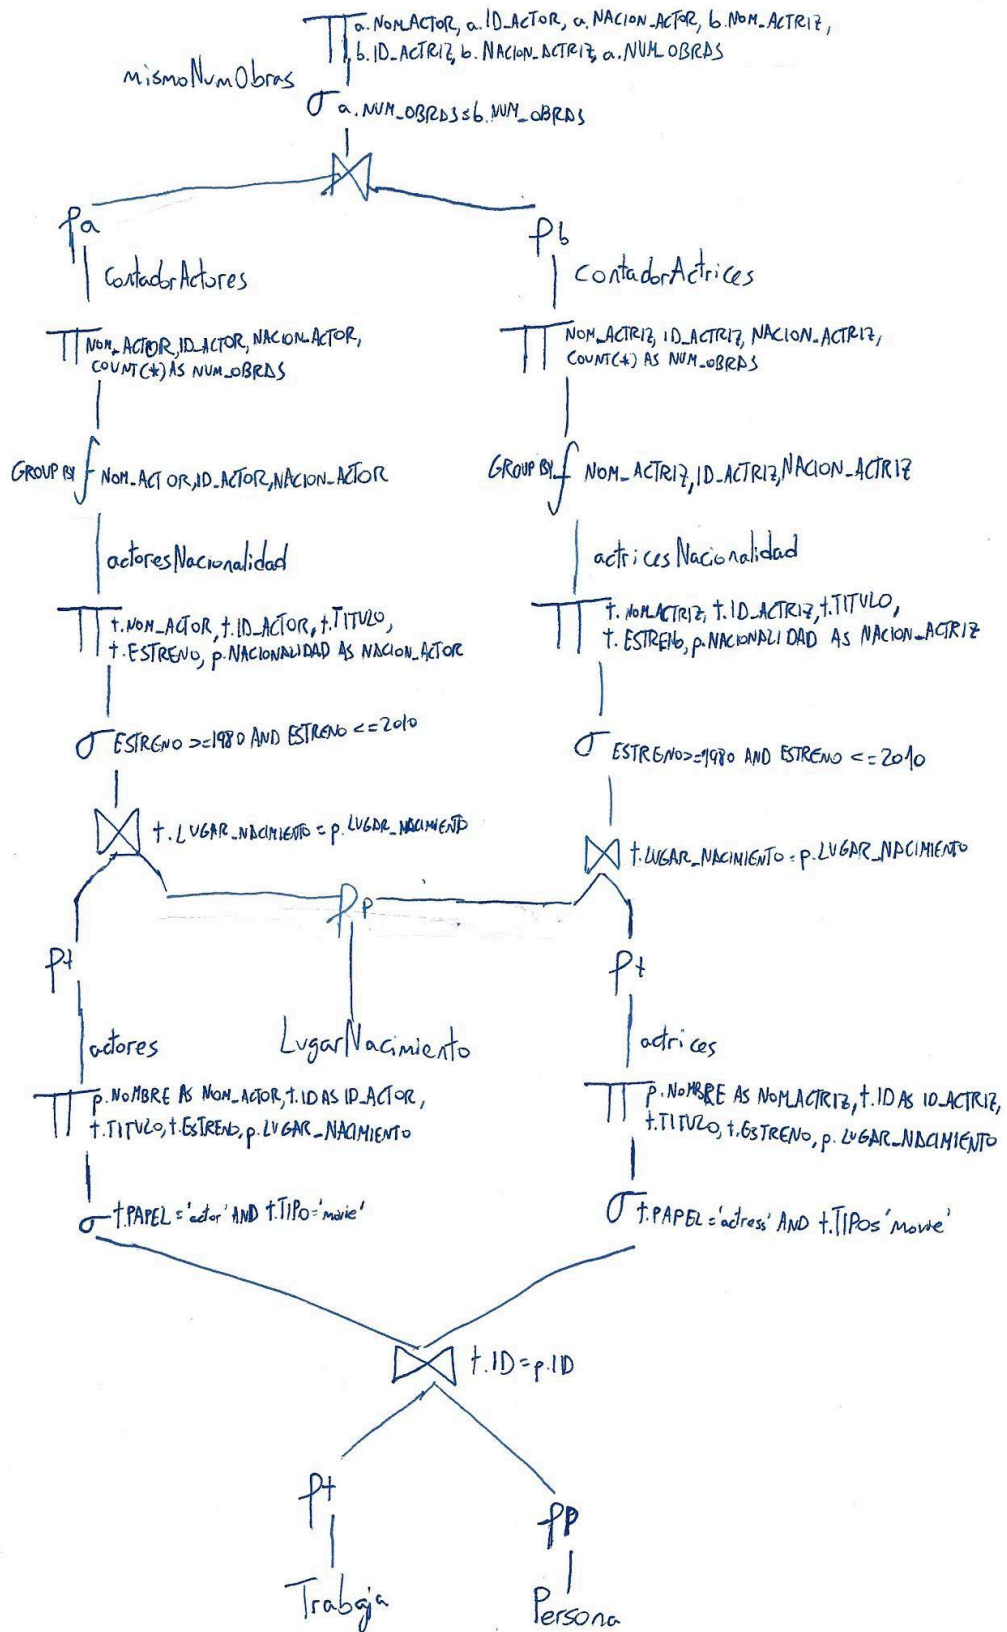 π a.NOM_ACTOR, a.ID_ACTOR, a.NACION_ACTOR, b.NOM_ACTRIZ,
b.ID_ACTRIZ, b.NACION_ACTRIZ, a.NUM_OBRAS
mismoNumObras
σ a.NUM_OBRAS=b.NUM_OBRAS
⋈
ρa
ρb
contadorActores
contadorActrices
π NOM_ACTOR, ID_ACTOR, NACION_ACTOR,
COUNT(*) AS NUM_OBRAS
π NOM_ACTRIZ, ID_ACTRIZ, NACION_ACTRIZ,
COUNT(*) AS NUM_OBRAS
GROUP BY f NOM_ACTOR, ID_ACTOR, NACION_ACTOR
GROUP BY f NOM_ACTRIZ, ID_ACTRIZ, NACION_ACTRIZ
actoresNacionalidad
actricesNacionalidad
π t.NOM_ACTOR, t.ID_ACTOR, t.TITULO,
t.ESTRENO, p.NACIONALIDAD AS NACION_ACTOR
π t.NOM_ACTRIZ, t.ID_ACTRIZ, t.TITULO,
t.ESTRENO, p.NACIONALIDAD AS NACION_ACTRIZ
σ ESTRENO >=1980 AND ESTRENO <=2010
σ ESTRENO>=1980 AND ESTRENO <=2010
⋈ t.LUGAR_NACIMIENTO = p.LUGAR_NACIMIENTO
⋈ t.LUGAR_NACIMIENTO = p.LUGAR_NACIMIENTO
ρp
ρt
ρt
actores
LugarNacimiento
actrices
π p.NOMBRE AS NOM_ACTOR, t.ID AS ID_ACTOR,
t.TITULO, t.ESTRENO, p.LUGAR_NACIMIENTO
π p.NOMBRE AS NOM_ACTRIZ, t.ID AS ID_ACTRIZ,
t.TITULO, t.ESTRENO, p.LUGAR_NACIMIENTO
σ t.PAPEL='actor' AND t.TIPO='movie'
σ t.PAPEL='actress' AND t.TIPO='movie'
⋈ t.ID=p.ID
ρt
ρp
Trabaja
Persona